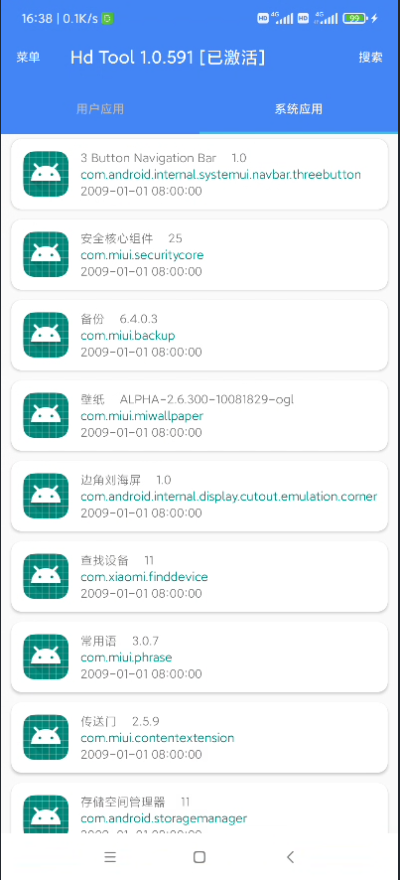 16:38 | 0.1K/s
HD 4G HD 4G 99
菜单 Hd Tool 1.0.591 [已激活] 搜索
用户应用 系统应用
3 Button Navigation Bar 1.0
com.android.internal.systemui.navbar.threebutton
2009-01-01 08:00:00
安全核心组件 25
com.miui.securitycore
2009-01-01 08:00:00
备份 6.4.0.3
com.miui.backup
2009-01-01 08:00:00
壁纸 ALPHA-2.6.300-10081829-ogl
com.miui.miwallpaper
2009-01-01 08:00:00
边角刘海屏 1.0
com.android.internal.display.cutout.emulation.corner
2009-01-01 08:00:00
查找设备 11
com.xiaomi.finddevice
2009-01-01 08:00:00
常用语 3.0.7
com.miui.phrase
2009-01-01 08:00:00
传送门 2.5.9
com.miui.contentextension
2009-01-01 08:00:00
存储空间管理器 11
com.android.storagemanager
2009-01-01 08:00:00